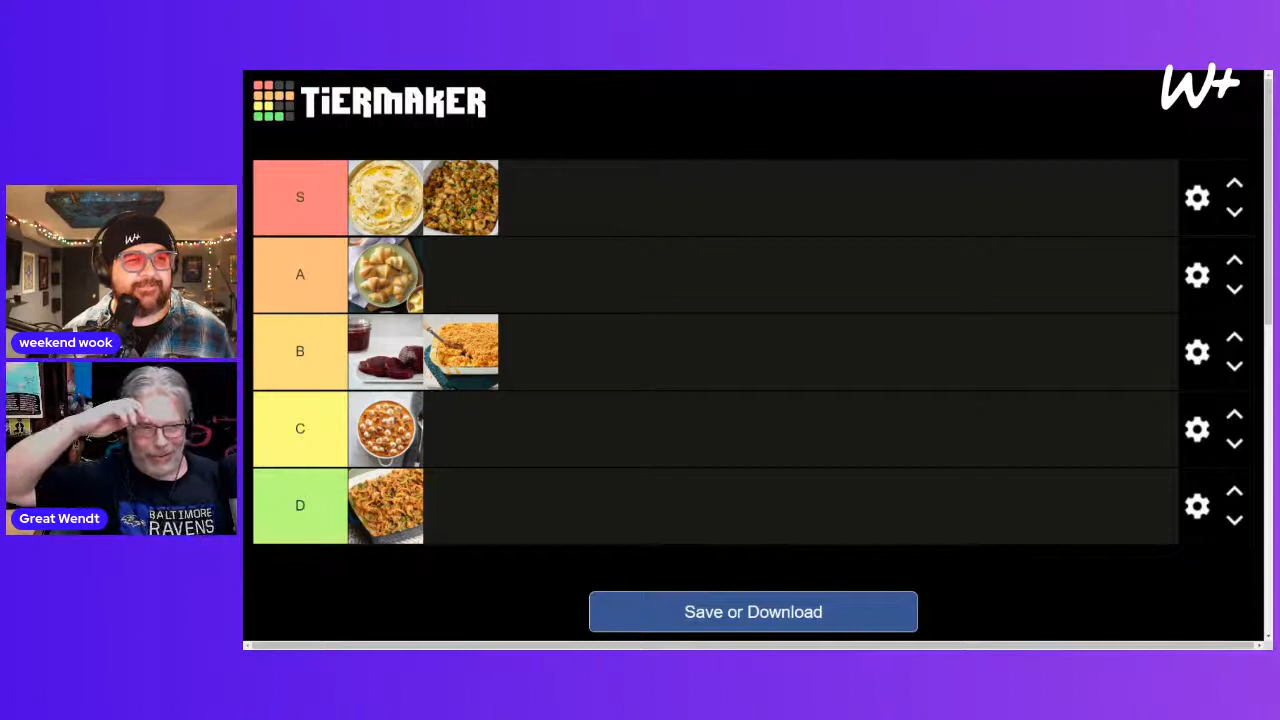 W+
TiERMAKER
S
A
B
C
D
W+
weekend wook
BALTIMORE
RAVENS
Great Wendt
Save or Download